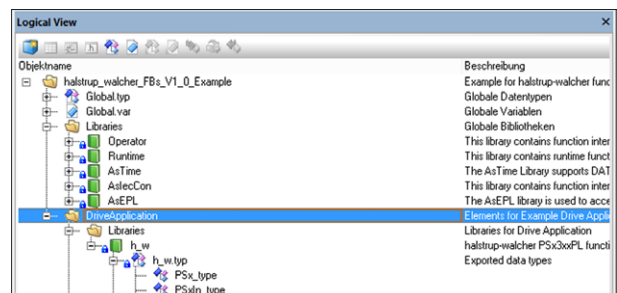 Logical View
Objektname Beschreibung
halstrup_walcher_FBs_V1_0_Example Example for halstrup-walcher func
Global.typ Globale Datentypen
Global.var Globale Variablen
Libraries Globale Bibliotheken
Operator This library contains function inter
Runtime This library contains runtime funct
AsTime The AsTime Library supports DAT
AsIecCon This library contains function inter
AsEPL The AsEPL library is used to acce
DriveApplication Elements for Example Drive Appli
Libraries Libraries for Drive Application
h_w halstrup-walcher PSx3xxPL functi
h_w.typ Exported data types
PSx_type
PSxIn_type